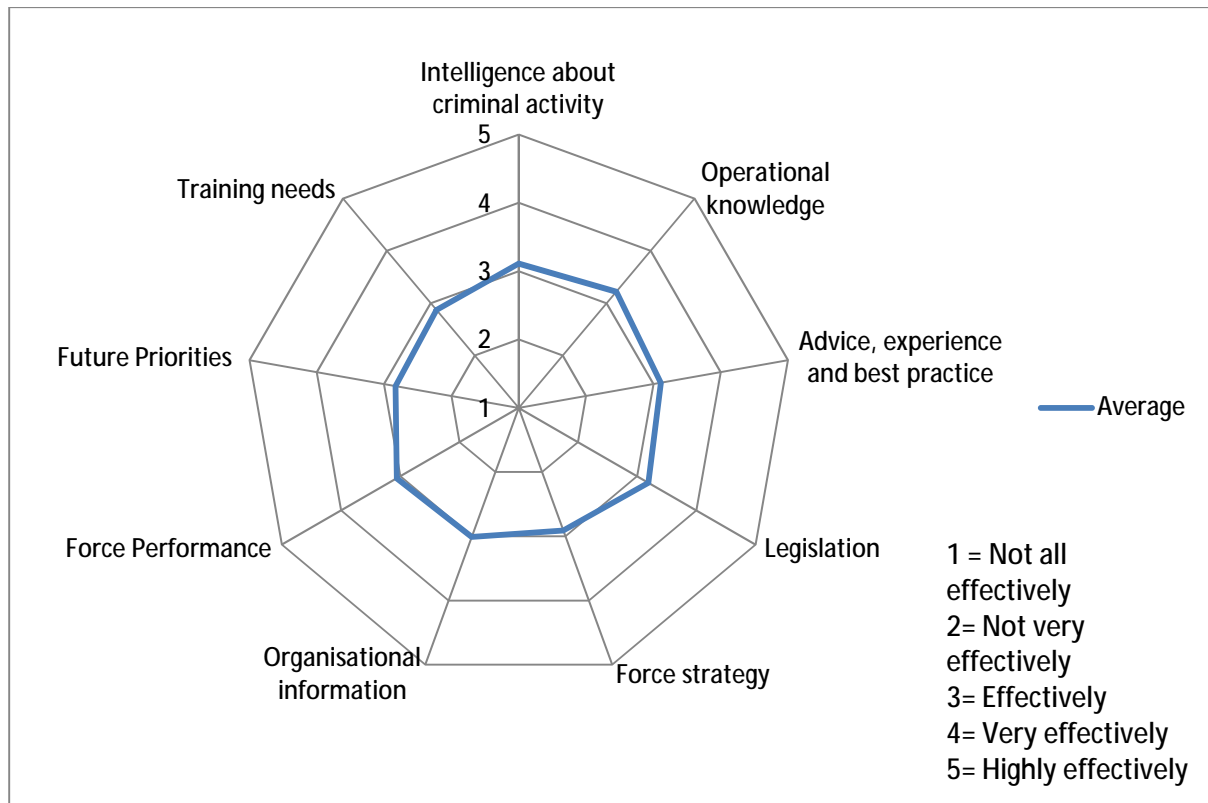 Intelligence about
criminal activity
5
Operational
knowledge
Training needs
4
3
Advice, experience
and best practice
Future Priorities
2
1
Average
Force Performance
Legislation
Organisational
information
Force strategy
1 = Not all
effectively
2= Not very
effectively
3= Effectively
4= Very effectively
5= Highly effectively